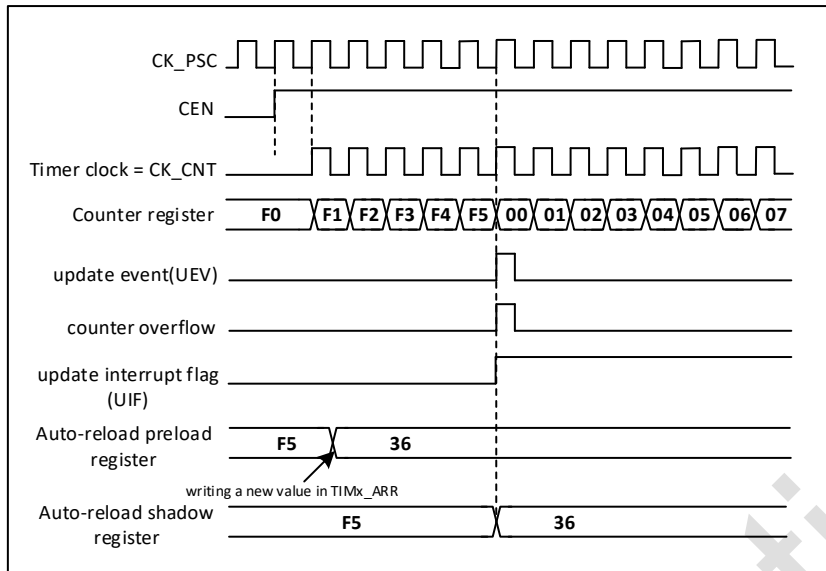 CK_PSC
CEN
Timer clock = CK_CNT
Counter register F0 F1 F2 F3 F4 F5 00 01 02 03 04 05 06 07
update event(UEV)
counter overflow
update interrupt flag
(UIF)
Auto-reload preload
register
F5 36
writing a new value in TIMx_ARR
Auto-reload shadow
register
F5 36